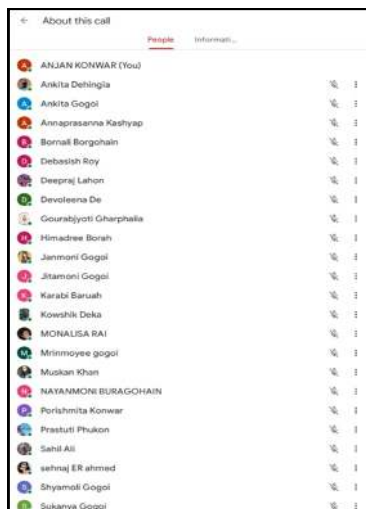 About this call
People Informati...
ANJAN KONWAR (You)
Ankita Dehingia
Ankita Gogoi
Annaprasanna Kashyap
Bornali Borgohain
Debasish Roy
Deepraj Lahon
Devoleena De
Gourabjyoti Gharphalia
Himadree Borah
Janmoni Gogoi
Jitamoni Gogoi
Karabi Baruah
Kowshik Deka
MONALISA RAI
Mrinmoyee gogoi
Muskan Khan
NAYANMONI BURAGOHAIN
Porishmita Konwar
Prastuti Phukon
Sahil Ali
sehnaj ER ahmed
Shyamoli Gogoi
Sukanya Gogoi